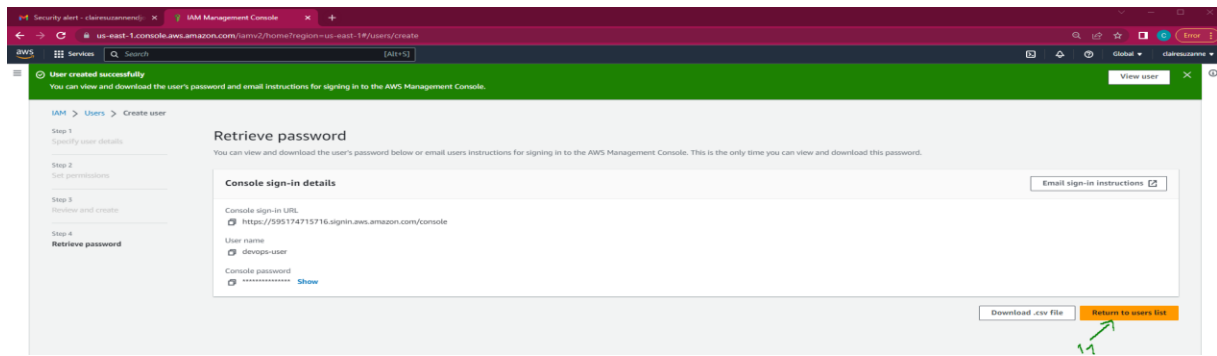 Security alert - clairesuzannendj
IAM Management Console
us-east-1.console.aws.amazon.com/iamv2/home?region=us-east-1#/users/create
Error
aws
Services
Search
[Alt+S]
Global
clairesuzanne
User created successfully
You can view and download the user's password and email instructions for signing in to the AWS Management Console.
View user
IAM > Users > Create user
Step 1
Specify user details
Step 2
Set permissions
Step 3
Review and create
Step 4
Retrieve password
Retrieve password
You can view and download the user's password below or email users instructions for signing in to the AWS Management Console. This is the only time you can view and download this password.
Console sign-in details
Email sign-in instructions
Console sign-in URL
https://595174715716.signin.aws.amazon.com/console
User name
devops-user
Console password
*************** Show
Download .csv file
Return to users list
11